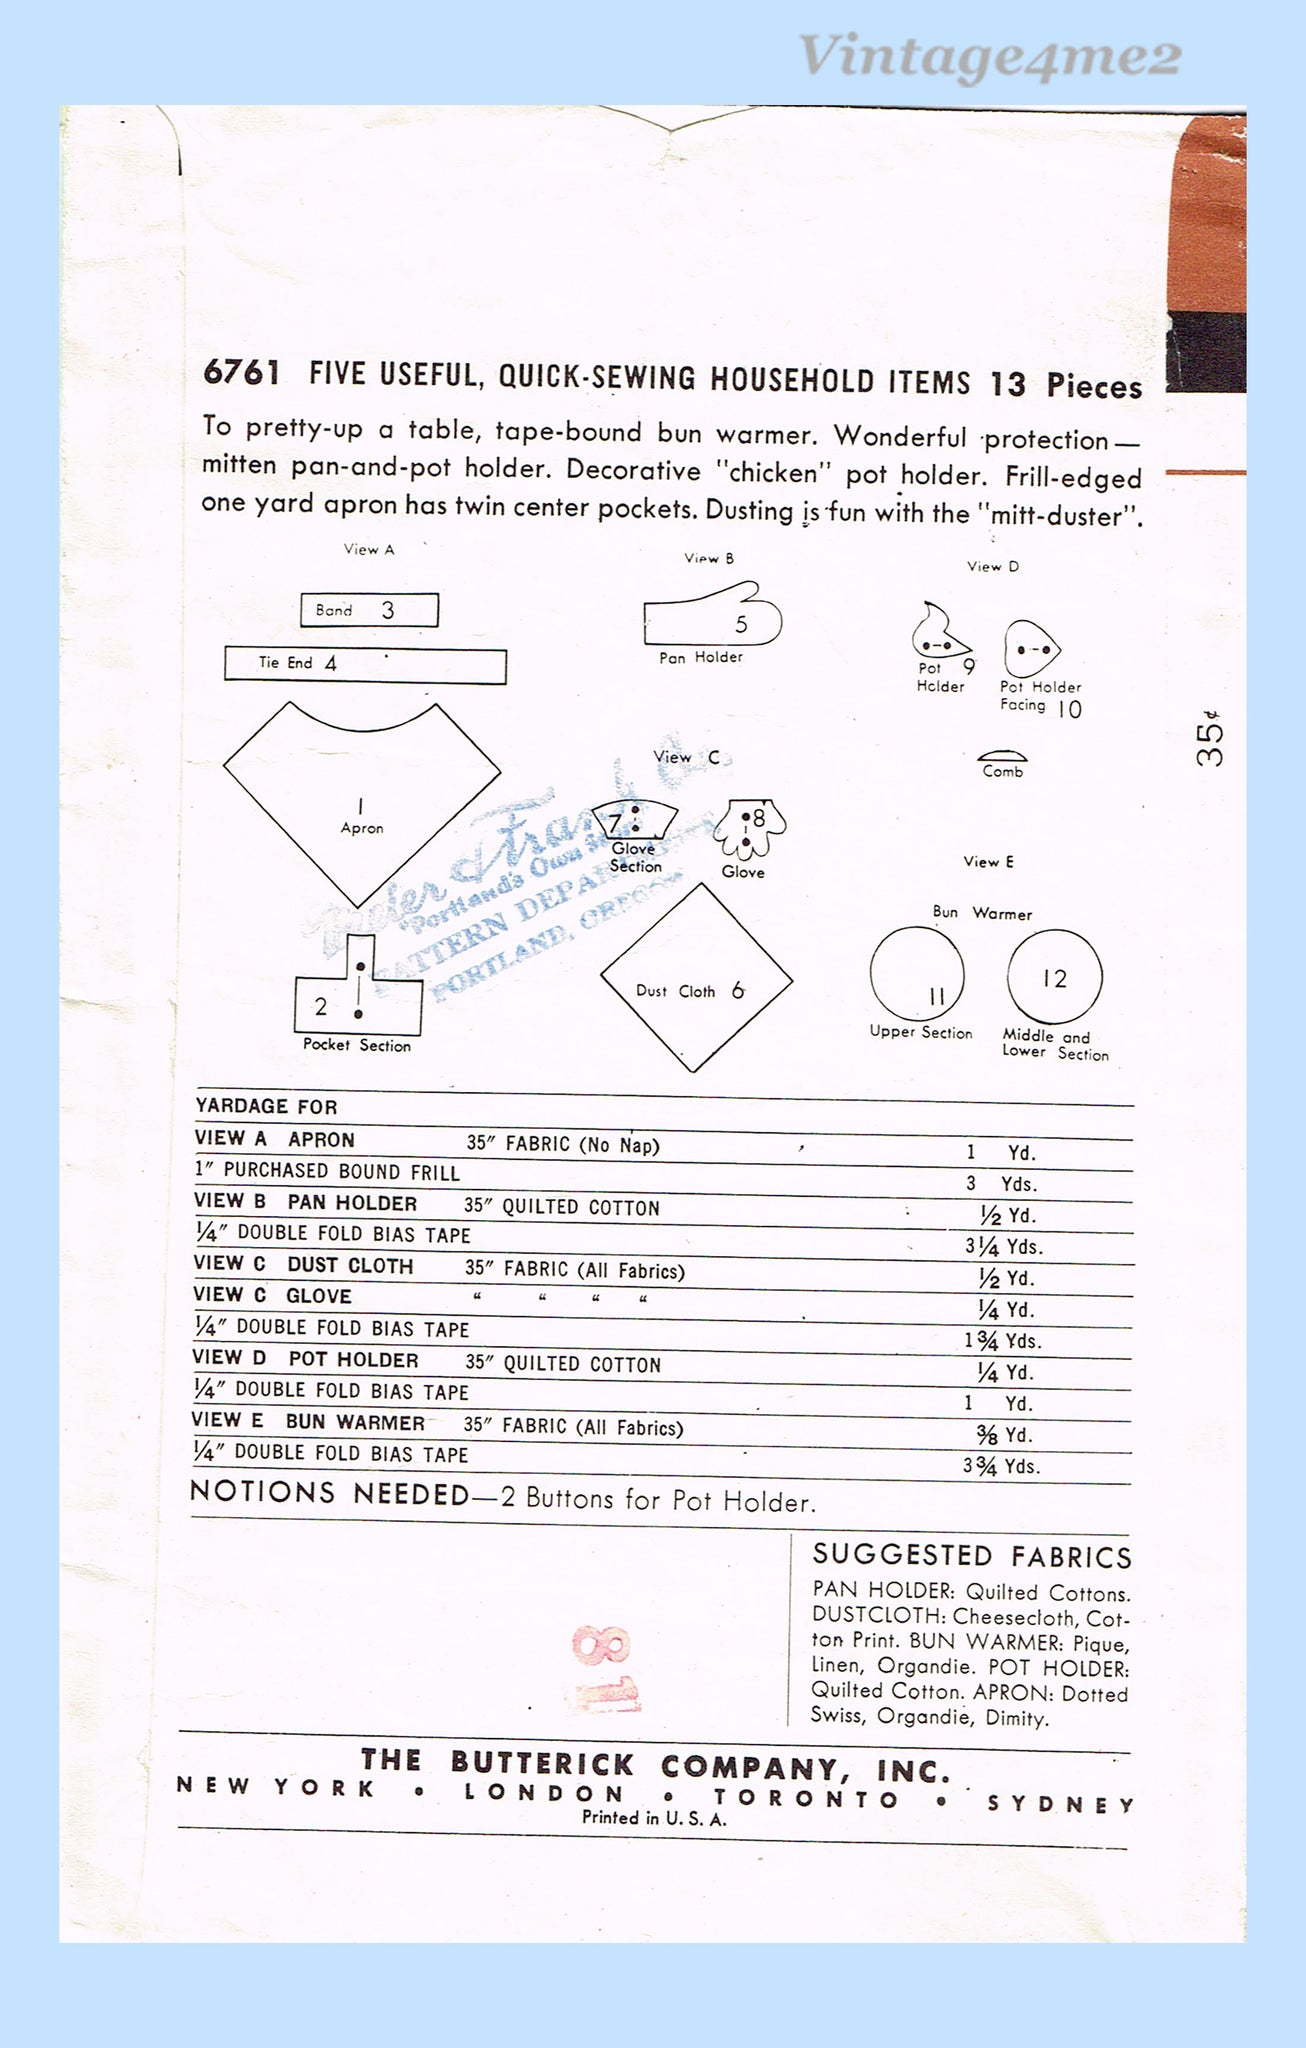 Vintage4me2
6761 FIVE USEFUL, QUICK-SEWING HOUSEHOLD ITEMS 13 Pieces
To pretty-up a table, tape-bound bun warmer. Wonderful protection—
mitten pan-and-pot holder. Decorative "chicken" pot holder. Frill-edged
one yard apron has twin center pockets. Dusting is fun with the "mitt-duster".
View A
Band 3
Tie End 4
1
Apron
2
Pocket Section
View B
5
Pan Holder
View C
7
Glove
Section
8
Glove
Dust Cloth 6
View D
Pot 9
Holder
Pot Holder
Facing 10
Comb
View E
Bun Warmer
11
Upper Section
12
Middle and
Lower Section
Meier & Frank Co.
"Portland's Own Store"
PATTERN DEPARTMENT
PORTLAND, OREGON
35¢
YARDAGE FOR
VIEW A APRON 35" FABRIC (No Nap) 1 Yd.
1" PURCHASED BOUND FRILL 3 Yds.
VIEW B PAN HOLDER 35" QUILTED COTTON ½ Yd.
¼" DOUBLE FOLD BIAS TAPE 3¼ Yds.
VIEW C DUST CLOTH 35" FABRIC (All Fabrics) ½ Yd.
VIEW C GLOVE " " " " ¼ Yd.
¼" DOUBLE FOLD BIAS TAPE 1¾ Yds.
VIEW D POT HOLDER 35" QUILTED COTTON ¼ Yd.
¼" DOUBLE FOLD BIAS TAPE 1 Yd.
VIEW E BUN WARMER 35" FABRIC (All Fabrics) ⅜ Yd.
¼" DOUBLE FOLD BIAS TAPE 3¾ Yds.
NOTIONS NEEDED—2 Buttons for Pot Holder.
SUGGESTED FABRICS
PAN HOLDER: Quilted Cottons.
DUSTCLOTH: Cheesecloth, Cot-
ton Print. BUN WARMER: Pique,
Linen, Organdie. POT HOLDER:
Quilted Cotton. APRON: Dotted
Swiss, Organdie, Dimity.
81
THE BUTTERICK COMPANY, INC.
NEW YORK • LONDON • TORONTO • SYDNEY
Printed in U. S. A.